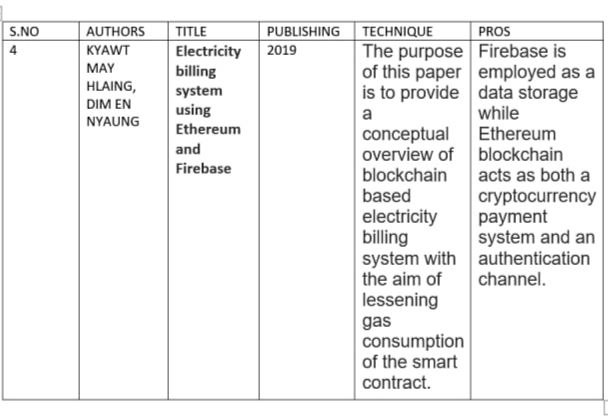 S.NO
AUTHORS
TITLE
PUBLISHING
TECHNIQUE
PROS
4
KYAWT
MAY
HLAING,
DIM EN
NYAUNG
Electricity
billing
system
using
Ethereum
and
Firebase
2019
The purpose
of this paper
is to provide
a
conceptual
overview of
blockchain
based
electricity
billing
system with
the aim of
lessening
gas
consumption
of the smart
contract.
Firebase is
employed as a
data storage
while
Ethereum
blockchain
acts as both a
cryptocurrency
payment
system and an
authentication
channel.